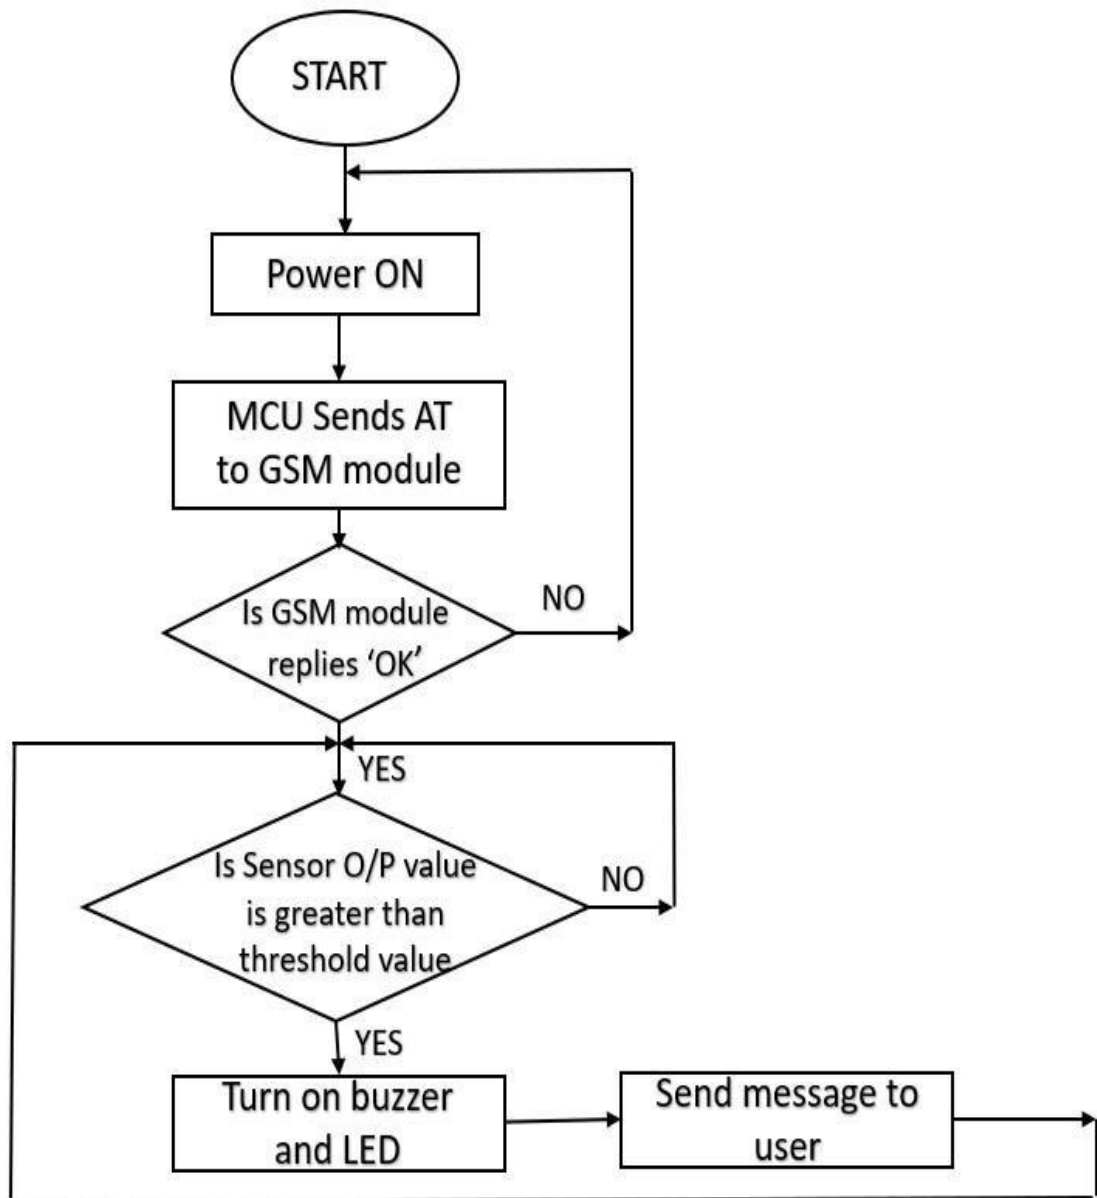 START
Power ON
MCU Sends AT
to GSM module
Is GSM module
replies ‘OK’
NO
YES
Is Sensor O/P value
is greater than
threshold value
NO
YES
Turn on buzzer
and LED
Send message to
user